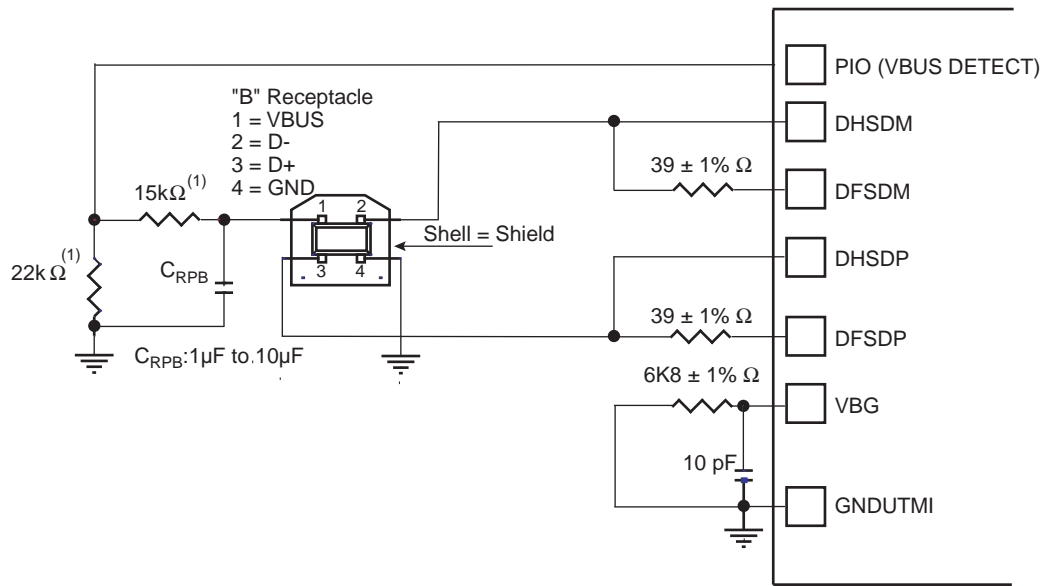 PIO (VBUS DETECT)
"B" Receptacle
1 = VBUS
2 = D-
3 = D+
4 = GND
DHSDM
39 ± 1% Ω
DFSDM
15kΩ(1)
1 2
Shell = Shield
3 4
DHSDP
22k Ω(1)
CRPB
39 ± 1% Ω
DFSDP
CRPB:1µF to 10µF
6K8 ± 1% Ω
VBG
10 pF
GNDUTMI